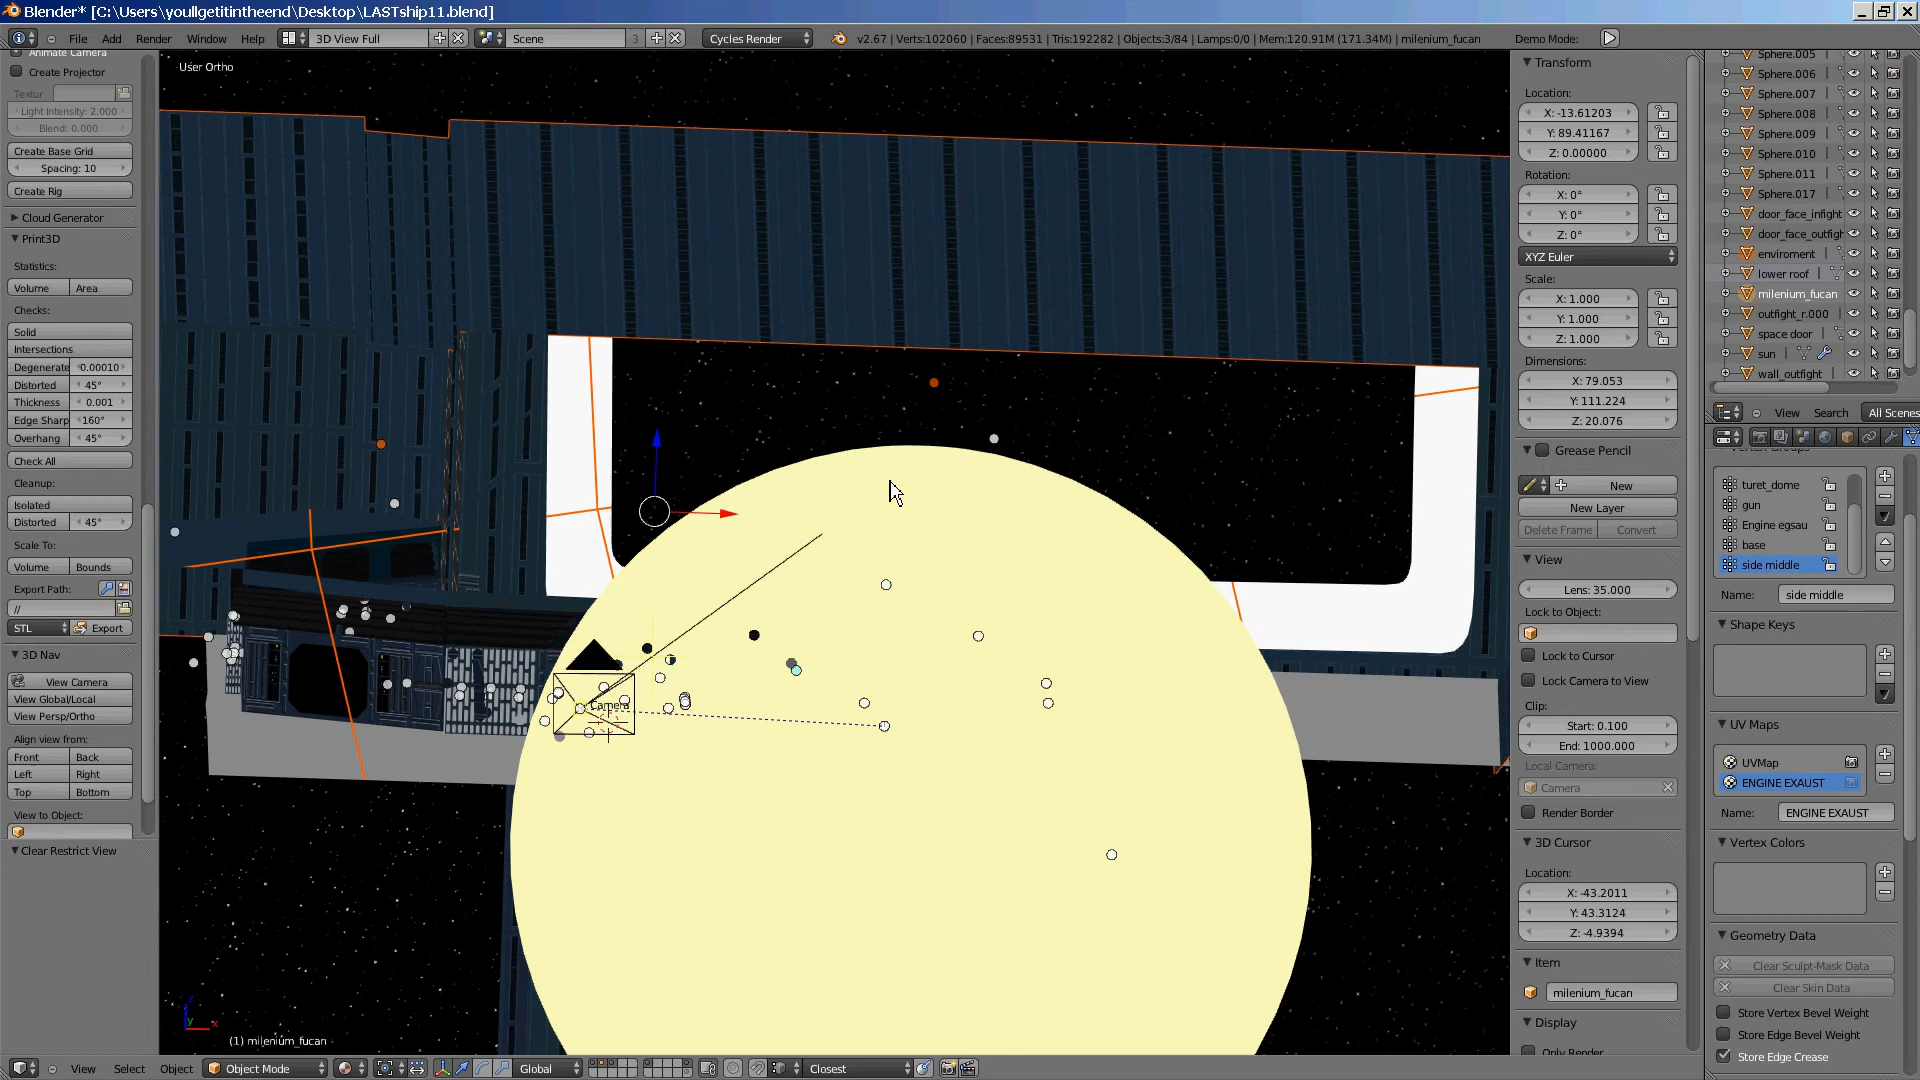 Blender* [C:\Users\youllgetitintheend\Desktop\LASTship11.blend]
File Add Render Window Help 3D View Full Scene 3 Cycles Render v2.67 | Verts:102060 | Faces:89531 | Tris:192282 | Objects:3/84 | Lamps:0/0 | Mem:120.91M (171.34M) | milenium_fucan Demo Mode:
Animate Camera
Create Projector
Textur
Light Intensity: 2.000
Blend: 0.000
Create Base Grid
Spacing: 10
Create Rig
Cloud Generator
Print3D
Statistics:
Volume Area
Checks:
Solid
Intersections
Degenerate 0.00010
Distorted 45°
Thickness 0.001
Edge Sharp 160°
Overhang 45°
Check All
Cleanup:
Isolated
Distorted 45°
Scale To:
Volume Bounds
Export Path:
//
STL Export
3D Nav
View Camera
View Global/Local
View Persp/Ortho
Align view from:
Front Back
Left Right
Top Bottom
View to Object:
Clear Restrict View
User Ortho
Camera
z
y x
(1) milenium_fucan
View Select Object Object Mode Global Closest
Transform
Location:
X: -13.61203
Y: 89.41167
Z: 0.00000
Rotation:
X: 0°
Y: 0°
Z: 0°
XYZ Euler
Scale:
X: 1.000
Y: 1.000
Z: 1.000
Dimensions:
X: 79.053
Y: 111.224
Z: 20.076
Grease Pencil
New
New Layer
Delete Frame Convert
View
Lens: 35.000
Lock to Object:
Lock to Cursor
Lock Camera to View
Clip:
Start: 0.100
End: 1000.000
Local Camera:
Camera
Render Border
3D Cursor
Location:
X: -43.2011
Y: 43.3124
Z: -4.9394
Item
milenium_fucan
Display
Only Render
Sphere.005
Sphere.006
Sphere.007
Sphere.008
Sphere.009
Sphere.010
Sphere.011
Sphere.017
door_face_infight
door_face_outfigh
enviroment
lower roof
milenium_fucan
outfight_r.000
space door
sun
wall_outfight
View Search All Scenes
Vertex Groups
turet_dome
gun
Engine egsau
base
side middle
Name: side middle
Shape Keys
UV Maps
UVMap
ENGINE EXAUST
Name: ENGINE EXAUST
Vertex Colors
Geometry Data
Clear Sculpt-Mask Data
Clear Skin Data
Store Vertex Bevel Weight
Store Edge Bevel Weight
Store Edge Crease